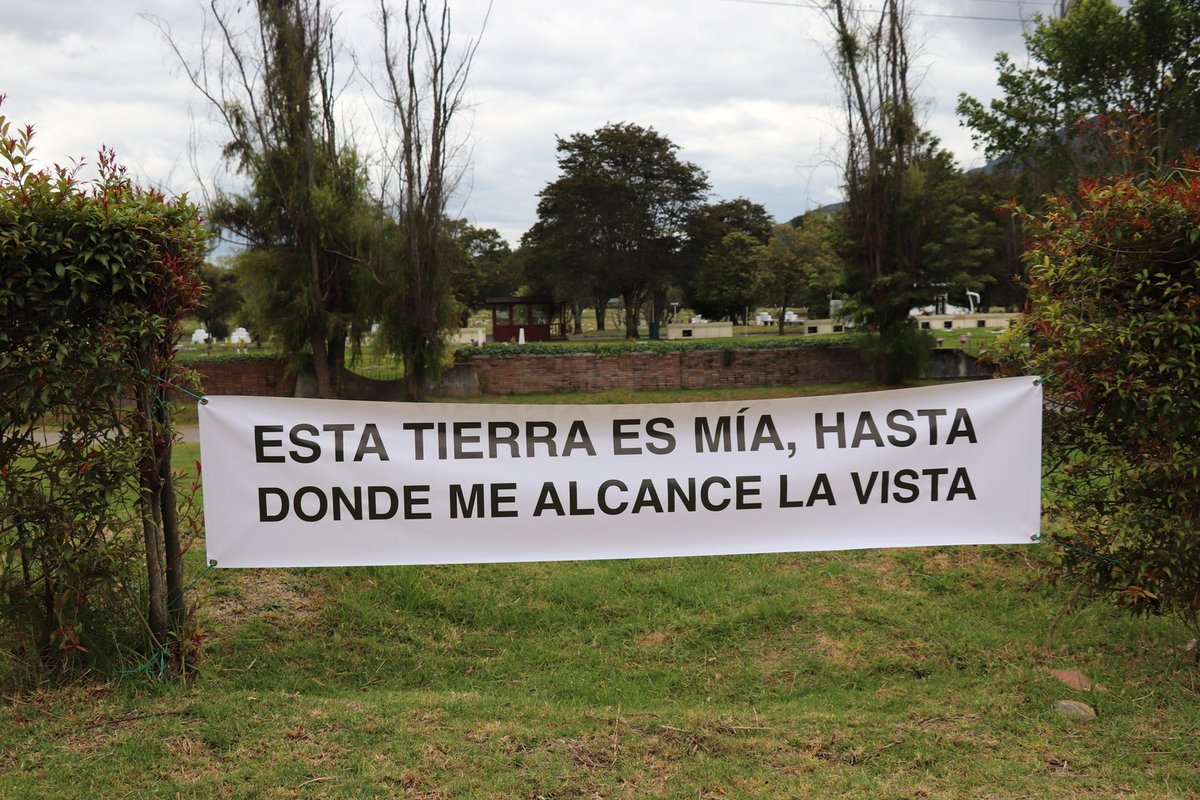 ESTA TIERRA ES MÍA, HASTA
DONDE ME ALCANCE LA VISTA